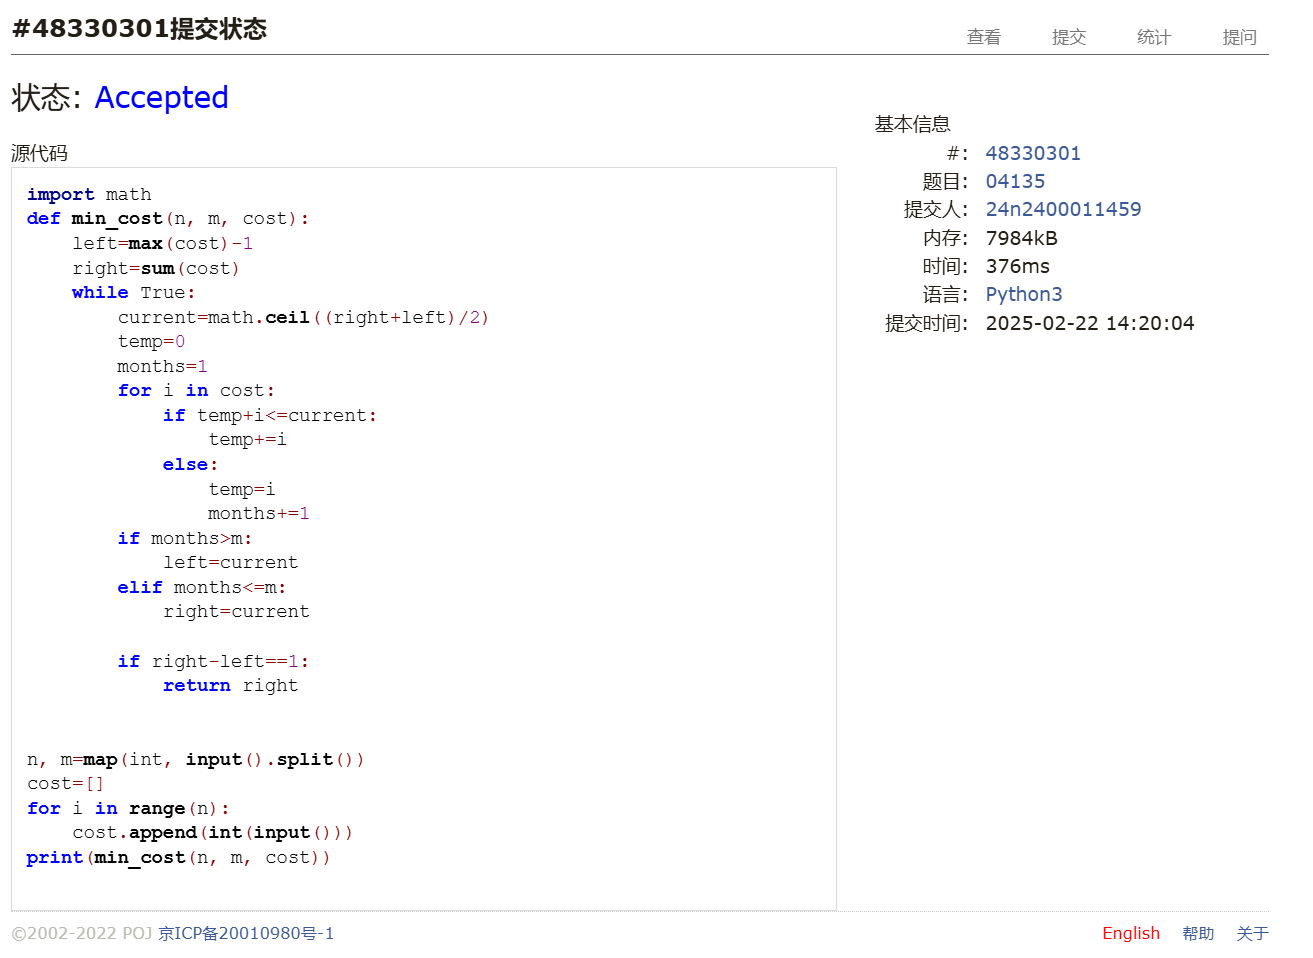 #48330301提交状态
查看 提交 统计 提问
状态: Accepted
源代码
import math
def min_cost(n, m, cost):
    left=max(cost)-1
    right=sum(cost)
    while True:
        current=math.ceil((right+left)/2)
        temp=0
        months=1
        for i in cost:
            if temp+i<=current:
                temp+=i
            else:
                temp=i
                months+=1
        if months>m:
            left=current
        elif months<=m:
            right=current

        if right-left==1:
            return right


n, m=map(int, input().split())
cost=[]
for i in range(n):
    cost.append(int(input()))
print(min_cost(n, m, cost))
基本信息
#: 48330301
题目: 04135
提交人: 24n2400011459
内存: 7984kB
时间: 376ms
语言: Python3
提交时间: 2025-02-22 14:20:04
©2002-2022 POJ 京ICP备20010980号-1
English 帮助 关于